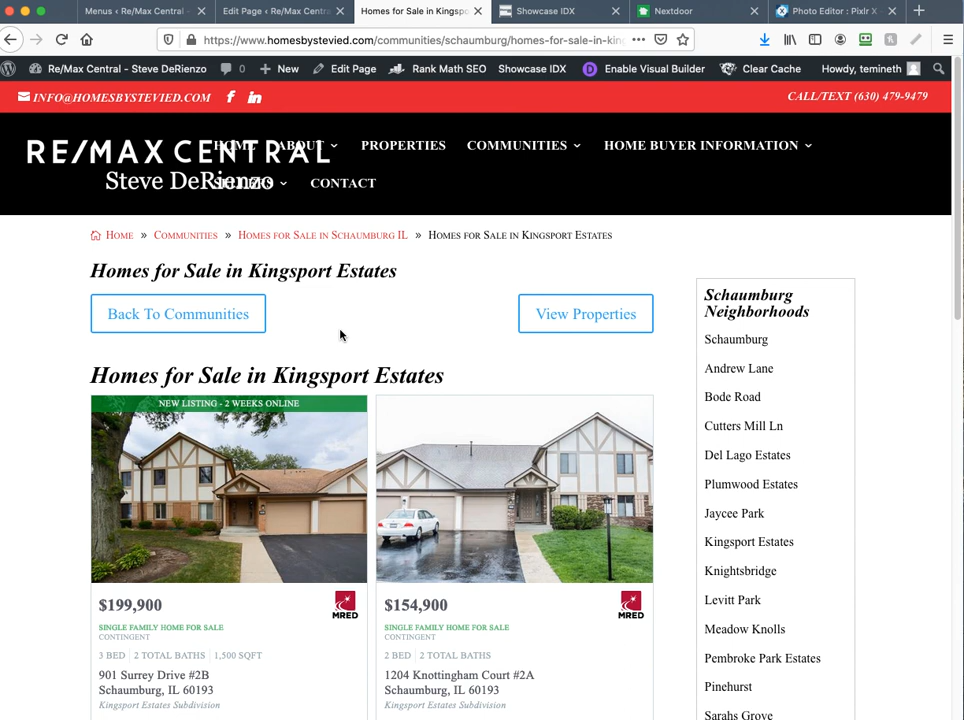 Menus ‹ Re/Max Central -
Edit Page ‹ Re/Max Centra
Homes for Sale in Kingspo
Showcase IDX
Nextdoor
Photo Editor : Pixlr X
https://www.homesbystevied.com/communities/schaumburg/homes-for-sale-in-king
Re/Max Central - Steve DeRienzo
0
New
Edit Page
Rank Math SEO
Showcase IDX
Enable Visual Builder
Clear Cache
Howdy, temineth
INFO@HOMESBYSTEVIED.COM
CALL/TEXT (630) 479-9479
RE/MAX CENTRAL
Steve DeRienzo
HOME
ABOUT
PROPERTIES
COMMUNITIES
HOME BUYER INFORMATION
CONTACT
Home » Communities » Homes for Sale in Schaumburg IL » Homes for Sale in Kingsport Estates
Homes for Sale in Kingsport Estates
Back To Communities
View Properties
Homes for Sale in Kingsport Estates
NEW LISTING - 2 WEEKS ONLINE
$199,900
MRED
SINGLE FAMILY HOME FOR SALE
CONTINGENT
3 BED | 2 TOTAL BATHS | 1,500 SQFT
901 Surrey Drive #2B
Schaumburg, IL 60193
Kingsport Estates Subdivision
$154,900
MRED
SINGLE FAMILY HOME FOR SALE
CONTINGENT
2 BED | 2 TOTAL BATHS
1204 Knottingham Court #2A
Schaumburg, IL 60193
Kingsport Estates Subdivision
Schaumburg
Neighborhoods
Schaumburg
Andrew Lane
Bode Road
Cutters Mill Ln
Del Lago Estates
Plumwood Estates
Jaycee Park
Kingsport Estates
Knightsbridge
Levitt Park
Meadow Knolls
Pembroke Park Estates
Pinehurst
Sarahs Grove